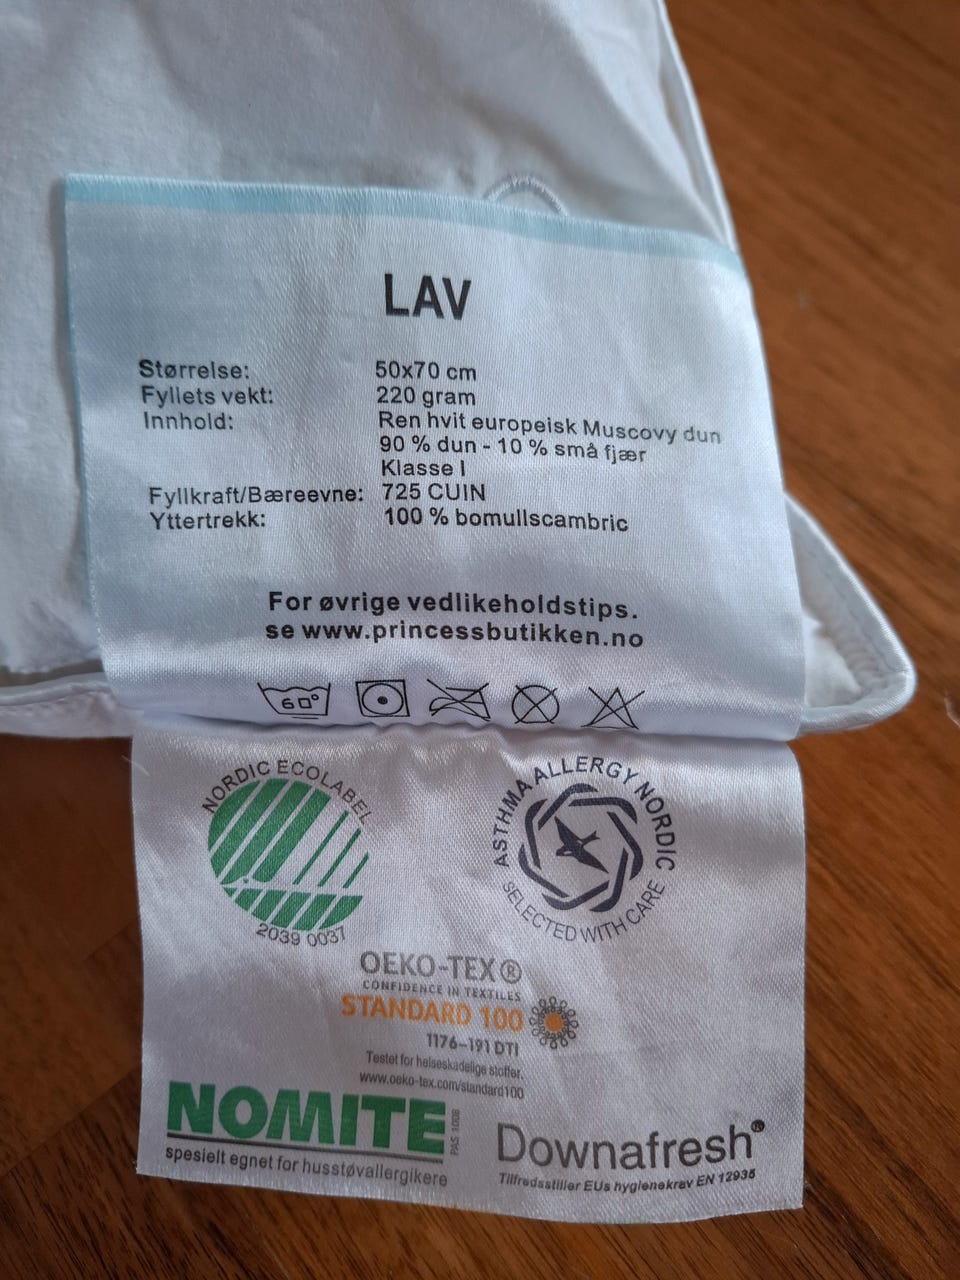 LAV
Størrelse: 50x70 cm
Fyllets vekt: 220 gram
Innhold: Ren hvit europeisk Muscovy dun
90 % dun - 10 % små fjær
Klasse I
Fyllkraft/Bæreevne: 725 CUIN
Yttertrekk: 100 % bomullscambric
For øvrige vedlikeholdstips.
se www.princessbutikken.no
60°
NORDIC ECOLABEL
2039 0037
ASTHMA ALLERGY NORDIC
SELECTED WITH CARE
OEKO-TEX®
CONFIDENCE IN TEXTILES
STANDARD 100
1176-191 DTI
Testet for helseskadelige stoffer.
www.oeko-tex.com/standard100
NOMITE
PAS 1008
spesielt egnet for husstøvallergikere
Downafresh®
Tilfredsstiller EUs hygienekrav EN 12935